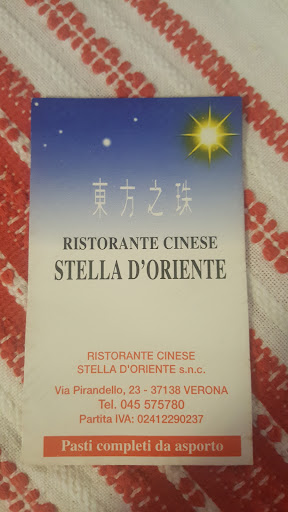 東方之珠
RISTORANTE CINESE
STELLA D'ORIENTE
RISTORANTE CINESE
STELLA D'ORIENTE s.n.c.
Via Pirandello, 23 - 37138 VERONA
Tel. 045 575780
Partita IVA: 02412290237
Pasti completi da asporto